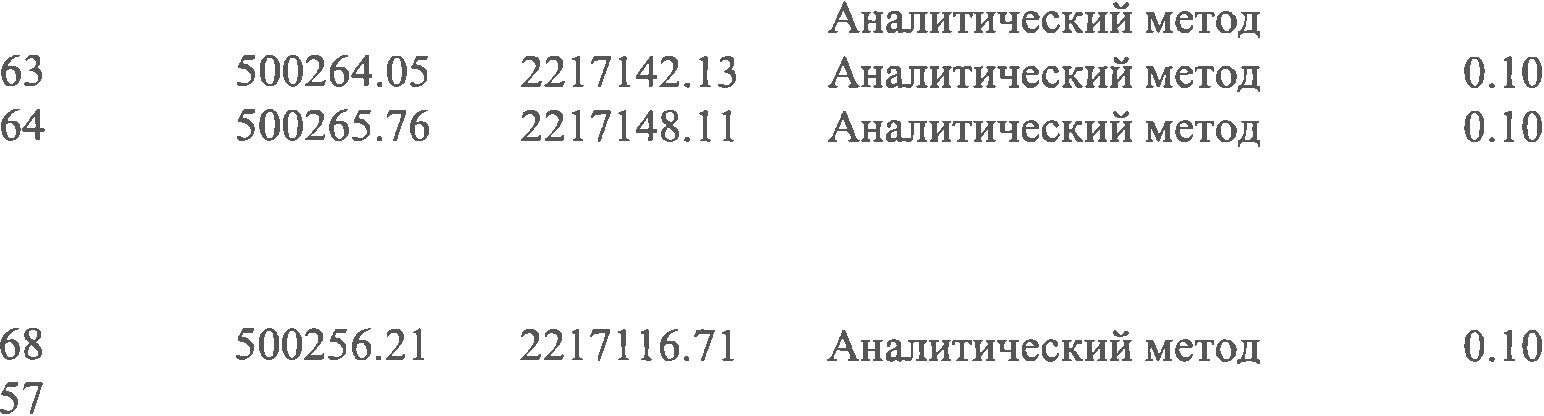 Аналитический метод
63 500264.05 2217142.13 Аналитический метод 0.10
64 500265.76 2217148.11 Аналитический метод 0.10
68 500256.21 2217116.71 Аналитический метод 0.10
57